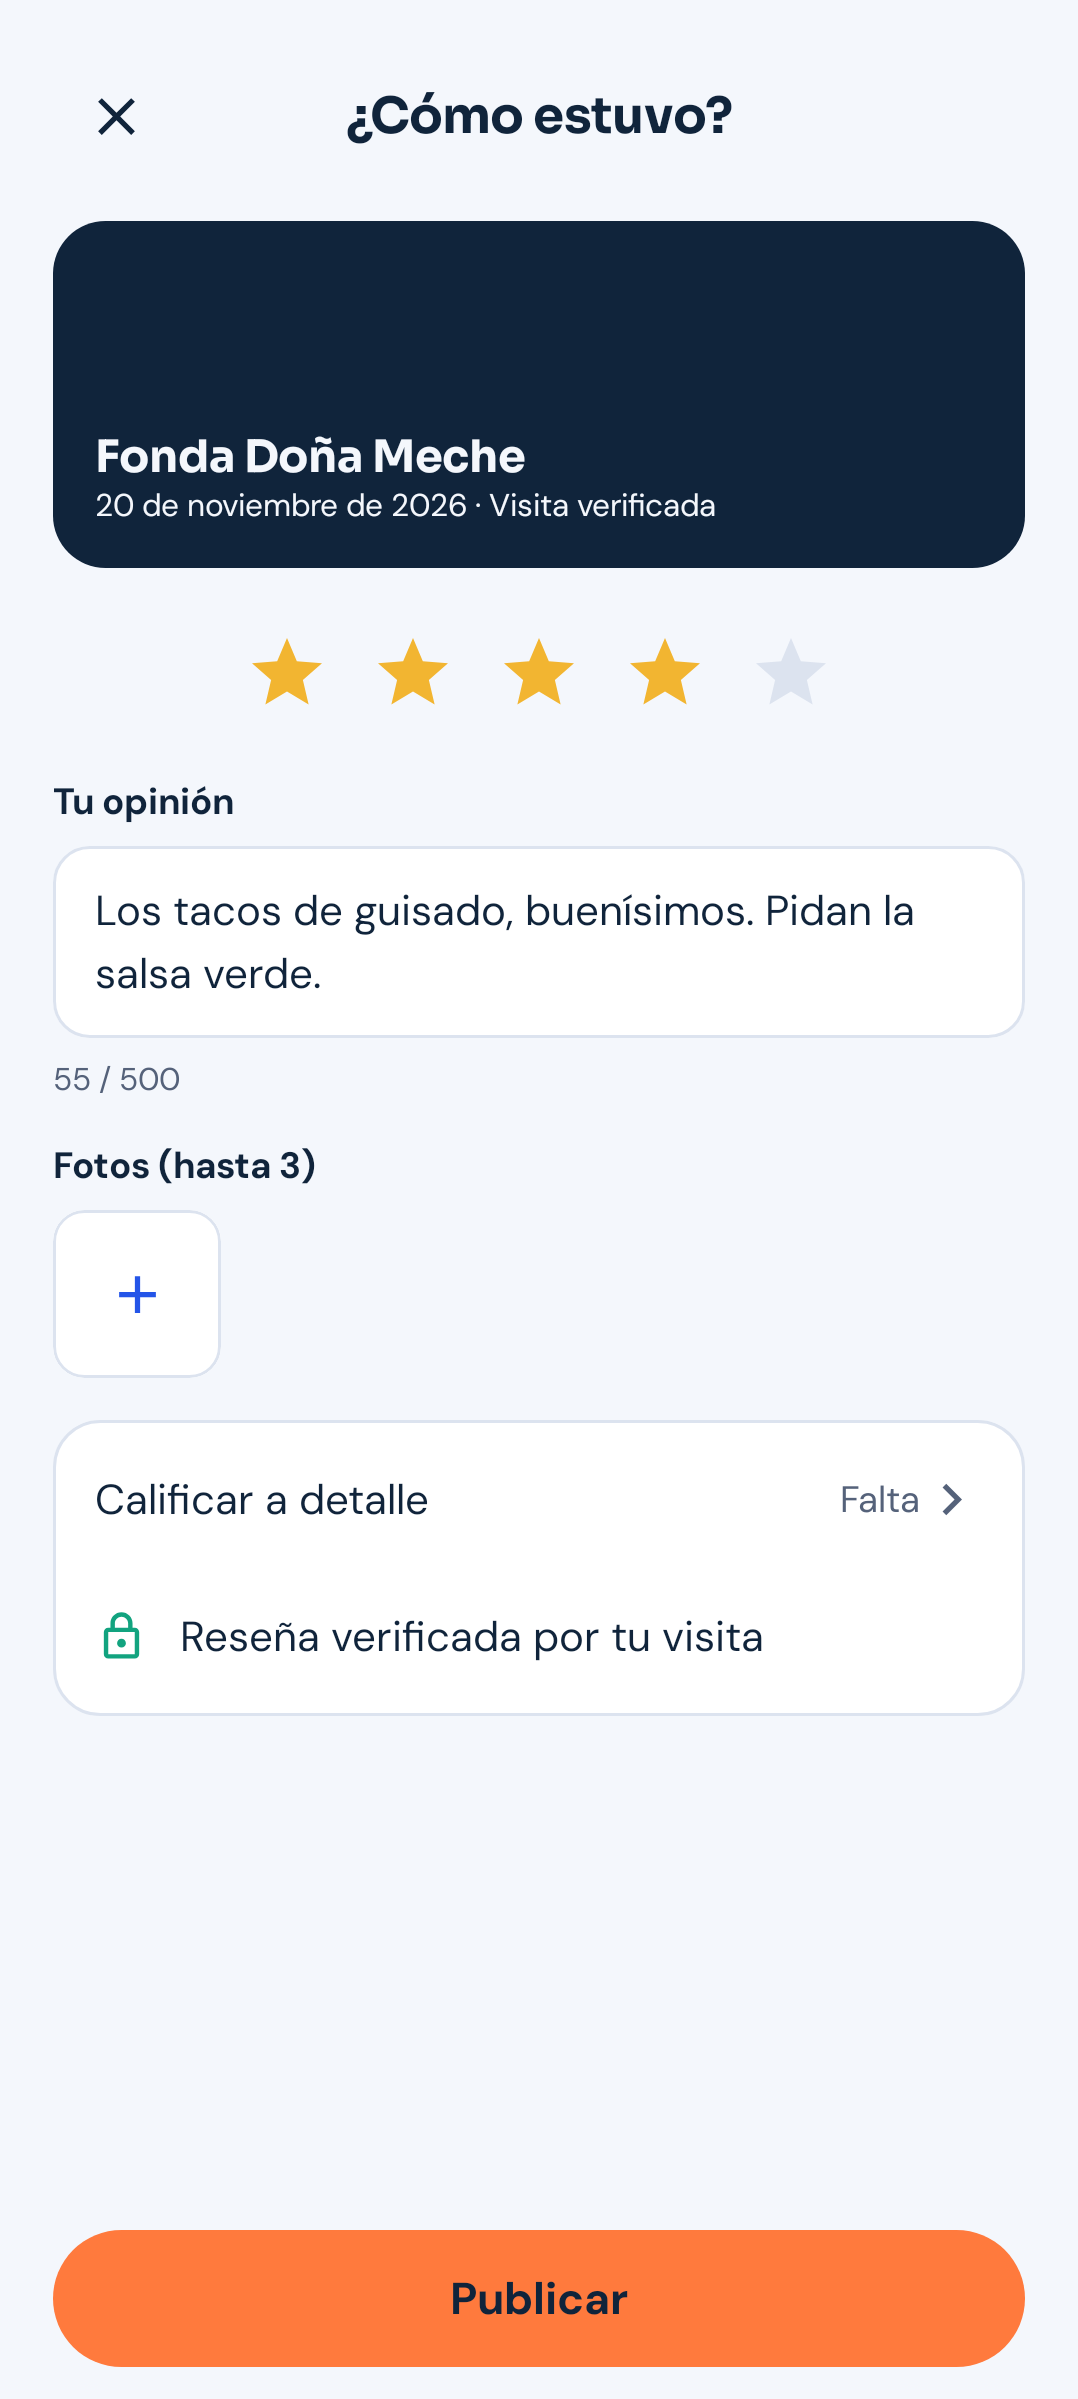 ¿Cómo estuvo?
Fonda Doña Meche
20 de noviembre de 2026 · Visita verificada
Tu opinión
Los tacos de guisado, buenísimos. Pidan la
salsa verde.
55 / 500
Fotos (hasta 3)
Calificar a detalle Falta
Reseña verificada por tu visita
Publicar